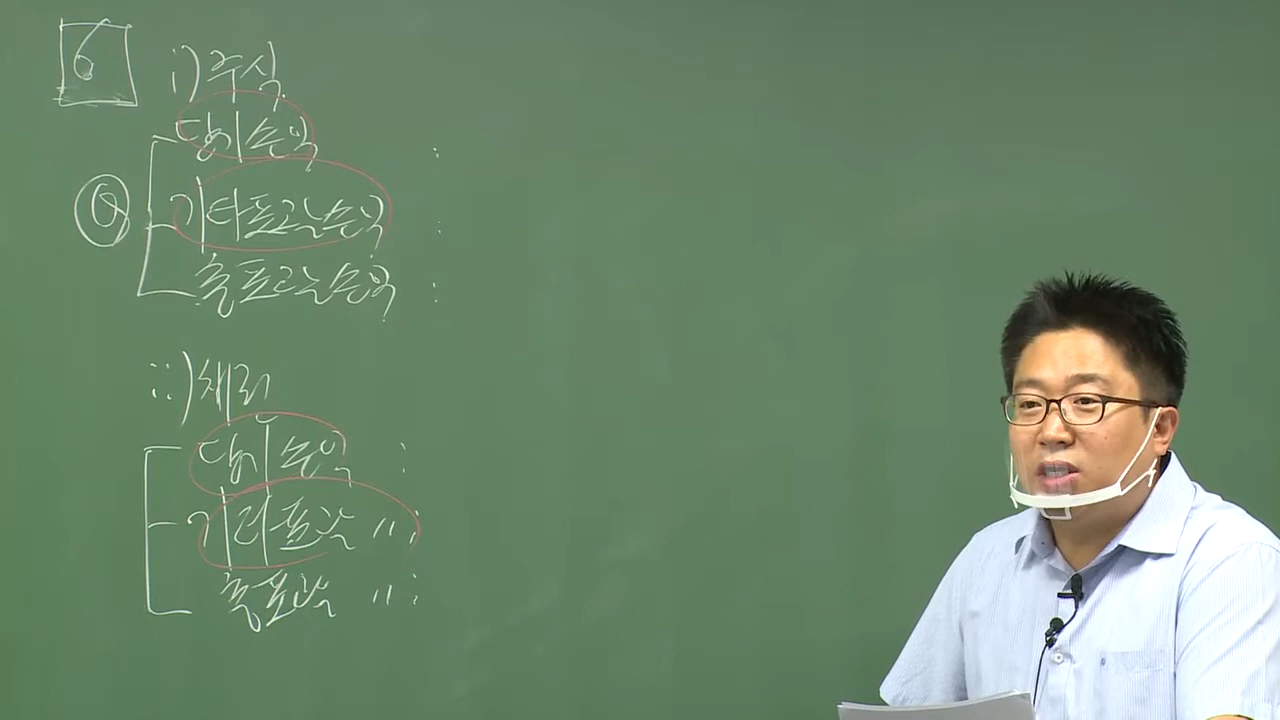 6
i) 주식
당기손익
Q 기타포괄손익 :
총포괄손익 :
ii) 채권
당기손익 :
기타포괄 〃 :
총포괄 〃 :